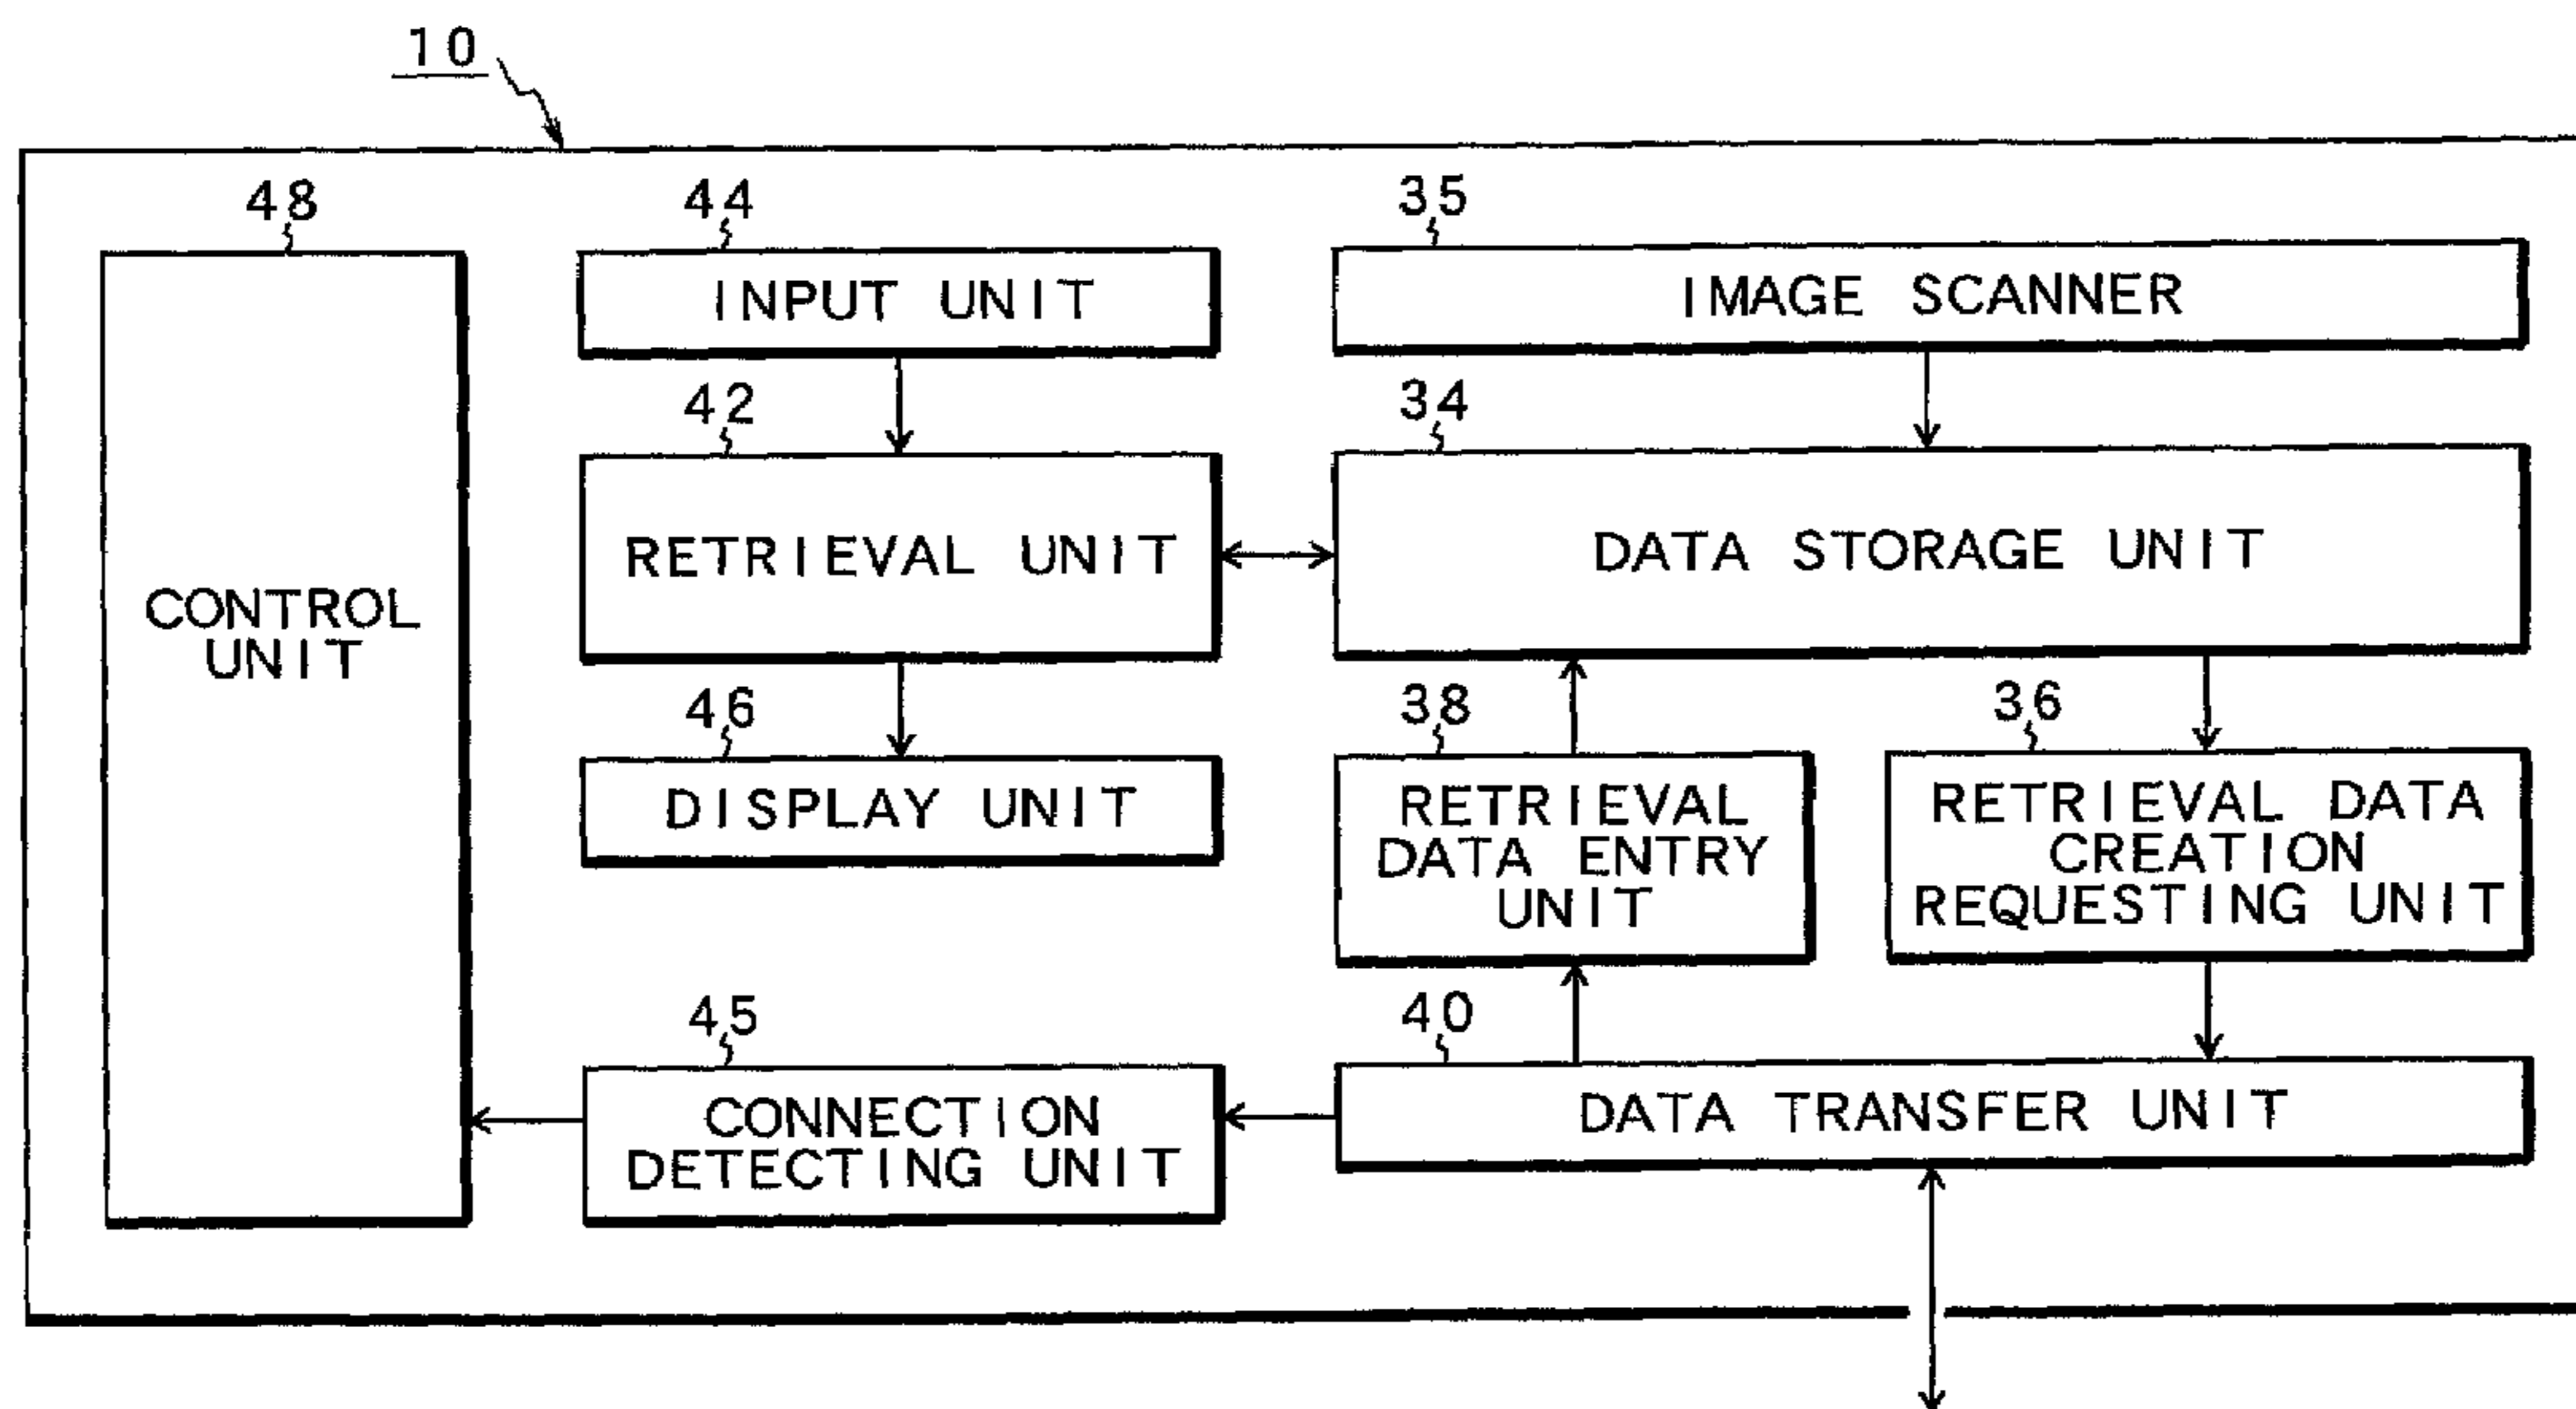 10
48
44
35
INPUT UNIT
IMAGE SCANNER
42
34
RETRIEVAL UNIT
DATA STORAGE UNIT
CONTROL
UNIT
46
38
36
DISPLAY UNIT
RETRIEVAL
DATA ENTRY
UNIT
RETRIEVAL DATA
CREATION
REQUESTING UNIT
45
40
CONNECTION
DETECTING UNIT
DATA TRANSFER UNIT